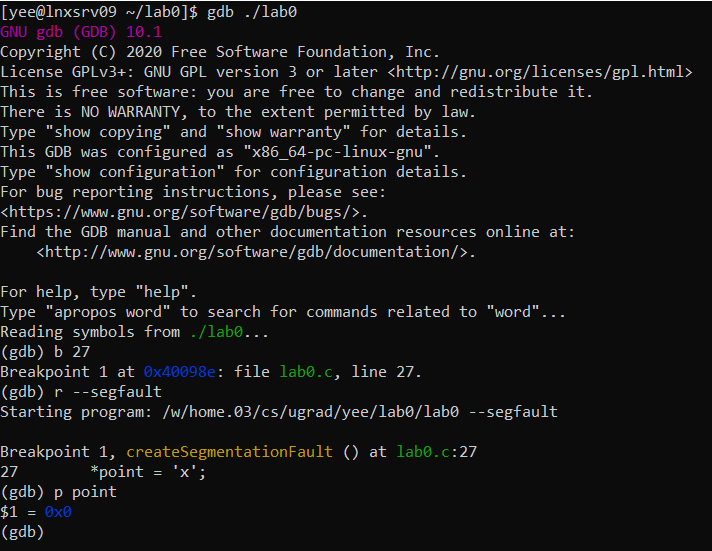 [yee@lnxsrv09 ~/lab0]$ gdb ./lab0
GNU gdb (GDB) 10.1
Copyright (C) 2020 Free Software Foundation, Inc.
License GPLv3+: GNU GPL version 3 or later <http://gnu.org/licenses/gpl.html>
This is free software: you are free to change and redistribute it.
There is NO WARRANTY, to the extent permitted by law.
Type "show copying" and "show warranty" for details.
This GDB was configured as "x86_64-pc-linux-gnu".
Type "show configuration" for configuration details.
For bug reporting instructions, please see:
<https://www.gnu.org/software/gdb/bugs/>.
Find the GDB manual and other documentation resources online at:
    <http://www.gnu.org/software/gdb/documentation/>.

For help, type "help".
Type "apropos word" to search for commands related to "word"...
Reading symbols from ./lab0...
(gdb) b 27
Breakpoint 1 at 0x40098e: file lab0.c, line 27.
(gdb) r --segfault
Starting program: /w/home.03/cs/ugrad/yee/lab0/lab0 --segfault

Breakpoint 1, createSegmentationFault () at lab0.c:27
27        *point = 'x';
(gdb) p point
$1 = 0x0
(gdb)